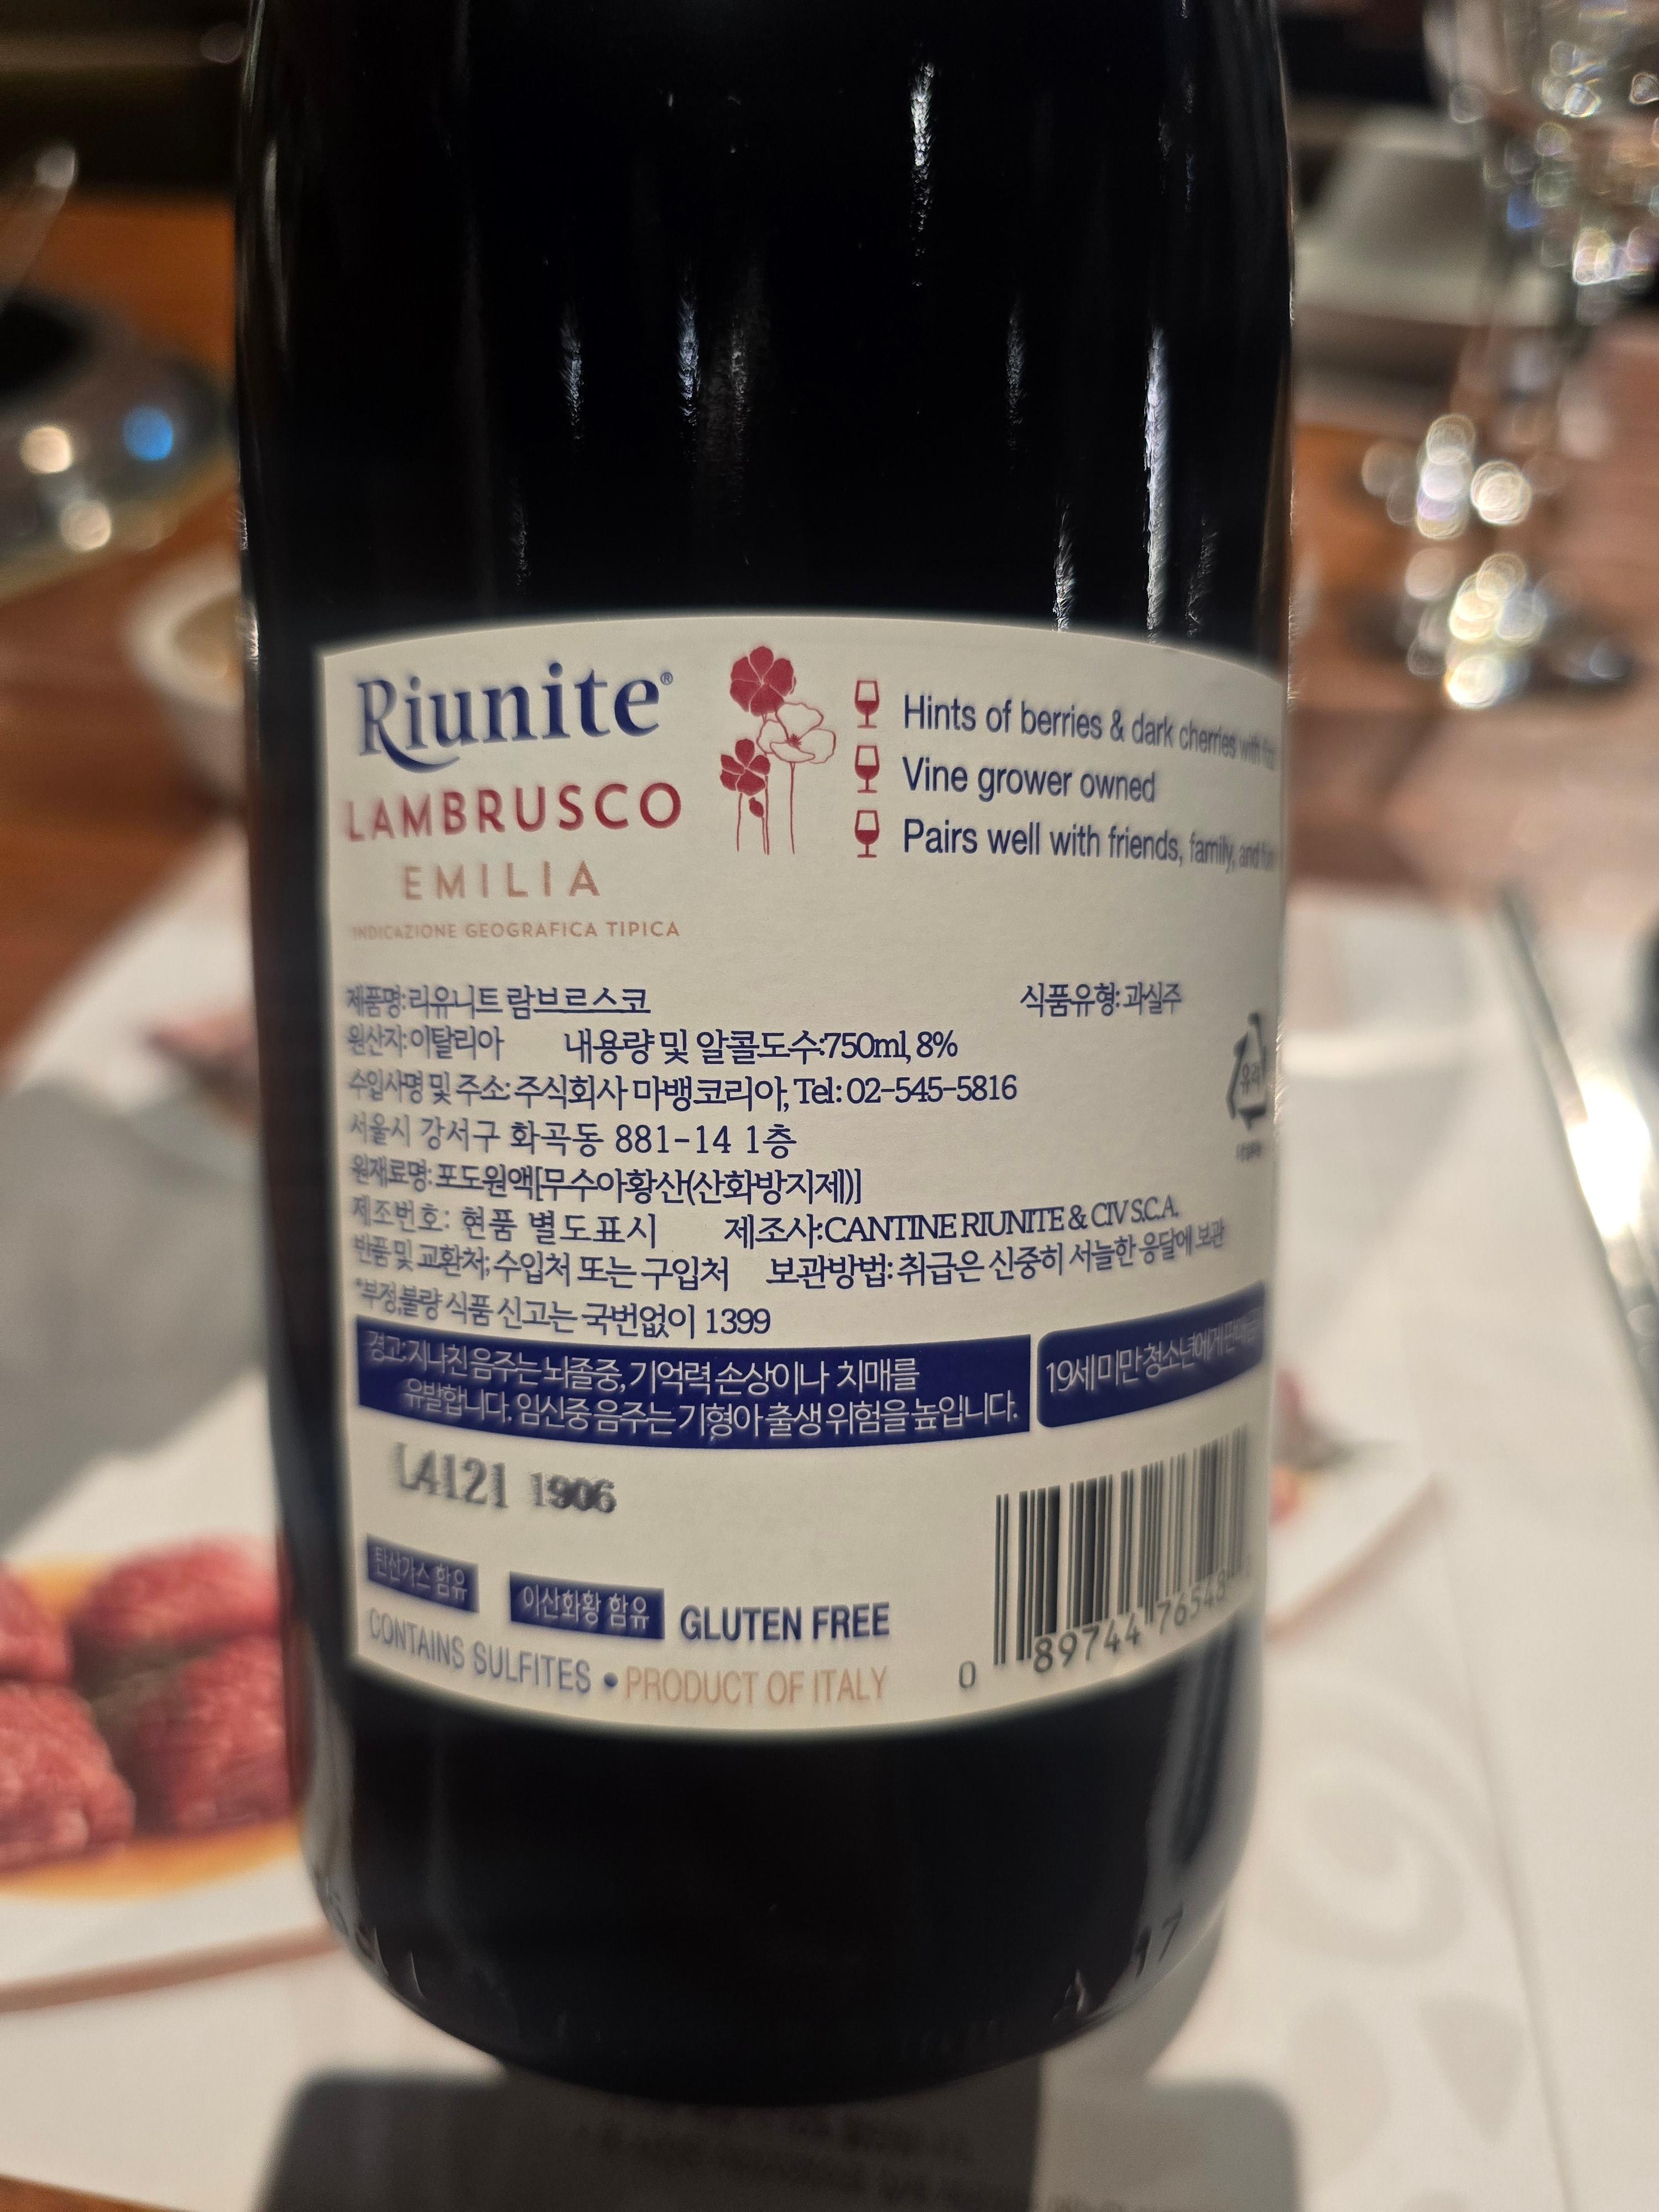 Riunite®
LAMBRUSCO
EMILIA
INDICAZIONE GEOGRAFICA TIPICA
Hints of berries & dark cherries with
Vine grower owned
Pairs well with friends, family, and
제품명: 리유니트 람브르스코 식품유형: 과실주
원산지: 이탈리아 내용량 및 알콜도수:750ml, 8%
수입사명 및 주소: 주식회사 마뱅코리아, Tel: 02-545-5816
서울시 강서구 화곡동 881-14 1층
원재료명: 포도원액[무수아황산(산화방지제)]
제조번호: 현품 별도표시 제조사:CANTINE RIUNITE & CIV S.C.A.
반품 및 교환처; 수입처 또는 구입처 보관방법: 취급은 신중히 서늘한 응달에 보관
*부정,불량 식품 신고는 국번없이 1399
경고:지나친 음주는 뇌졸중, 기억력 손상이나 치매를
유발합니다. 임신중 음주는 기형아 출생 위험을 높입니다.
19세 미만 청소년에게
유리
L4121 1906
탄산가스 함유
이산화황 함유 GLUTEN FREE
CONTAINS SULFITES • PRODUCT OF ITALY
0 89744 76548
17